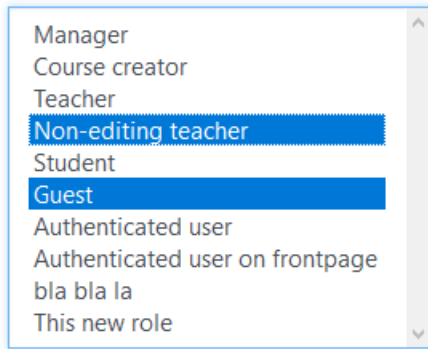 Manager
Course creator
Teacher
Non-editing teacher
Student
Guest
Authenticated user
Authenticated user on frontpage
bla bla la
This new role